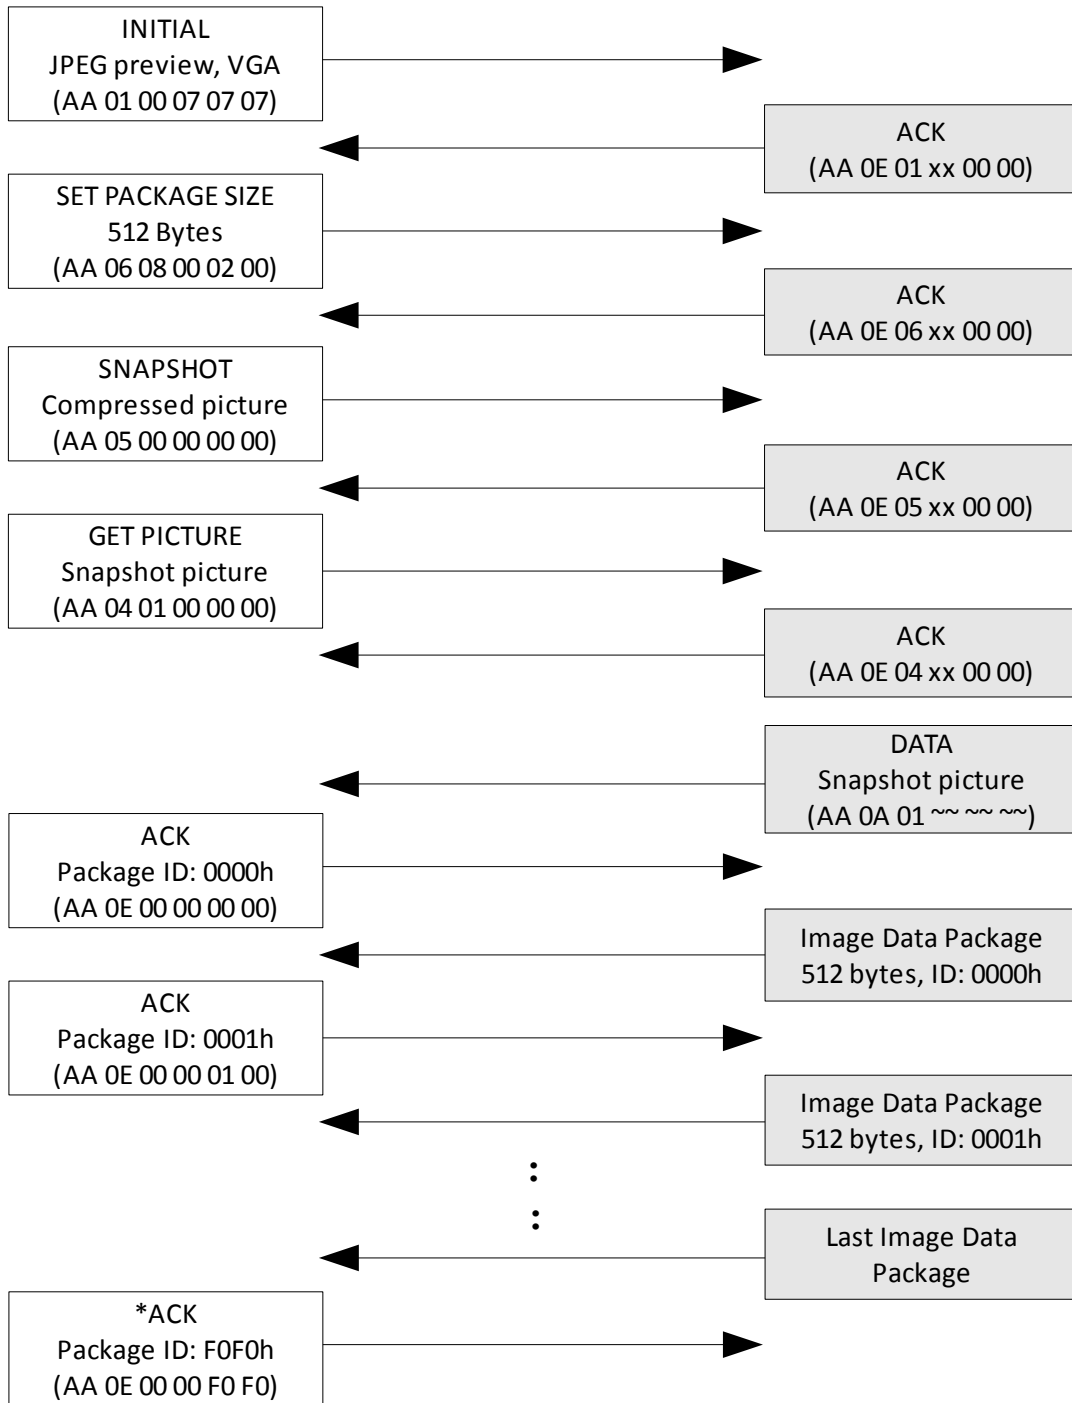 INITIAL
JPEG preview, VGA
(AA 01 00 07 07 07)
ACK
(AA 0E 01 xx 00 00)
SET PACKAGE SIZE
512 Bytes
(AA 06 08 00 02 00)
ACK
(AA 0E 06 xx 00 00)
SNAPSHOT
Compressed picture
(AA 05 00 00 00 00)
ACK
(AA 0E 05 xx 00 00)
GET PICTURE
Snapshot picture
(AA 04 01 00 00 00)
ACK
(AA 0E 04 xx 00 00)
DATA
Snapshot picture
(AA 0A 01 ~~ ~~ ~~)
ACK
Package ID: 0000h
(AA 0E 00 00 00 00)
Image Data Package
512 bytes, ID: 0000h
ACK
Package ID: 0001h
(AA 0E 00 00 01 00)
Image Data Package
512 bytes, ID: 0001h
Last Image Data
Package
*ACK
Package ID: F0F0h
(AA 0E 00 00 F0 F0)